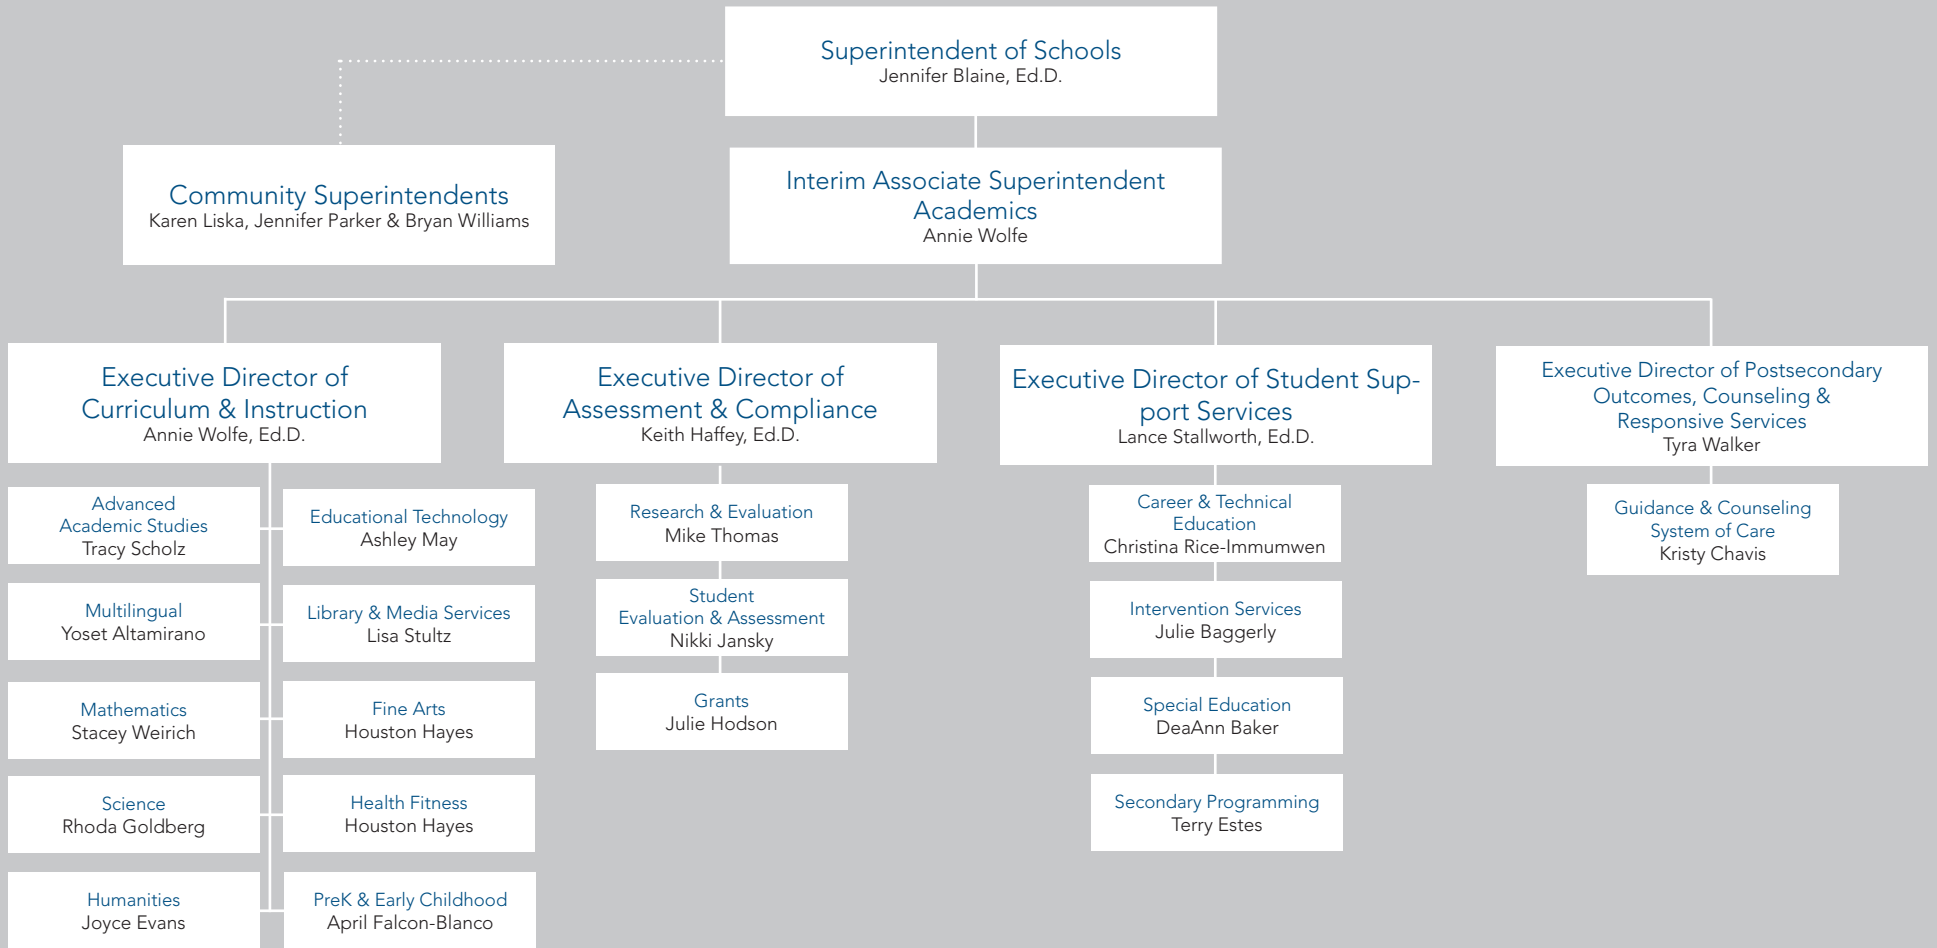 Superintendent of Schools
Jennifer Blaine, Ed.D.
Community Superintendents
Karen Liska, Jennifer Parker & Bryan Williams
Interim Associate Superintendent
Academics
Annie Wolfe
Executive Director of
Curriculum & Instruction
Annie Wolfe, Ed.D.
Executive Director of
Assessment & Compliance
Keith Haffey, Ed.D.
Executive Director of Student Sup-
port Services
Lance Stallworth, Ed.D.
Executive Director of Postsecondary
Outcomes, Counseling &
Responsive Services
Tyra Walker
Advanced
Academic Studies
Tracy Scholz
Educational Technology
Ashley May
Multilingual
Yoset Altamirano
Library & Media Services
Lisa Stultz
Mathematics
Stacey Weirich
Fine Arts
Houston Hayes
Science
Rhoda Goldberg
Health Fitness
Houston Hayes
Humanities
Joyce Evans
PreK & Early Childhood
April Falcon-Blanco
Research & Evaluation
Mike Thomas
Student
Evaluation & Assessment
Nikki Jansky
Grants
Julie Hodson
Career & Technical
Education
Christina Rice-Immumwen
Intervention Services
Julie Baggerly
Special Education
DeaAnn Baker
Secondary Programming
Terry Estes
Guidance & Counseling
System of Care
Kristy Chavis